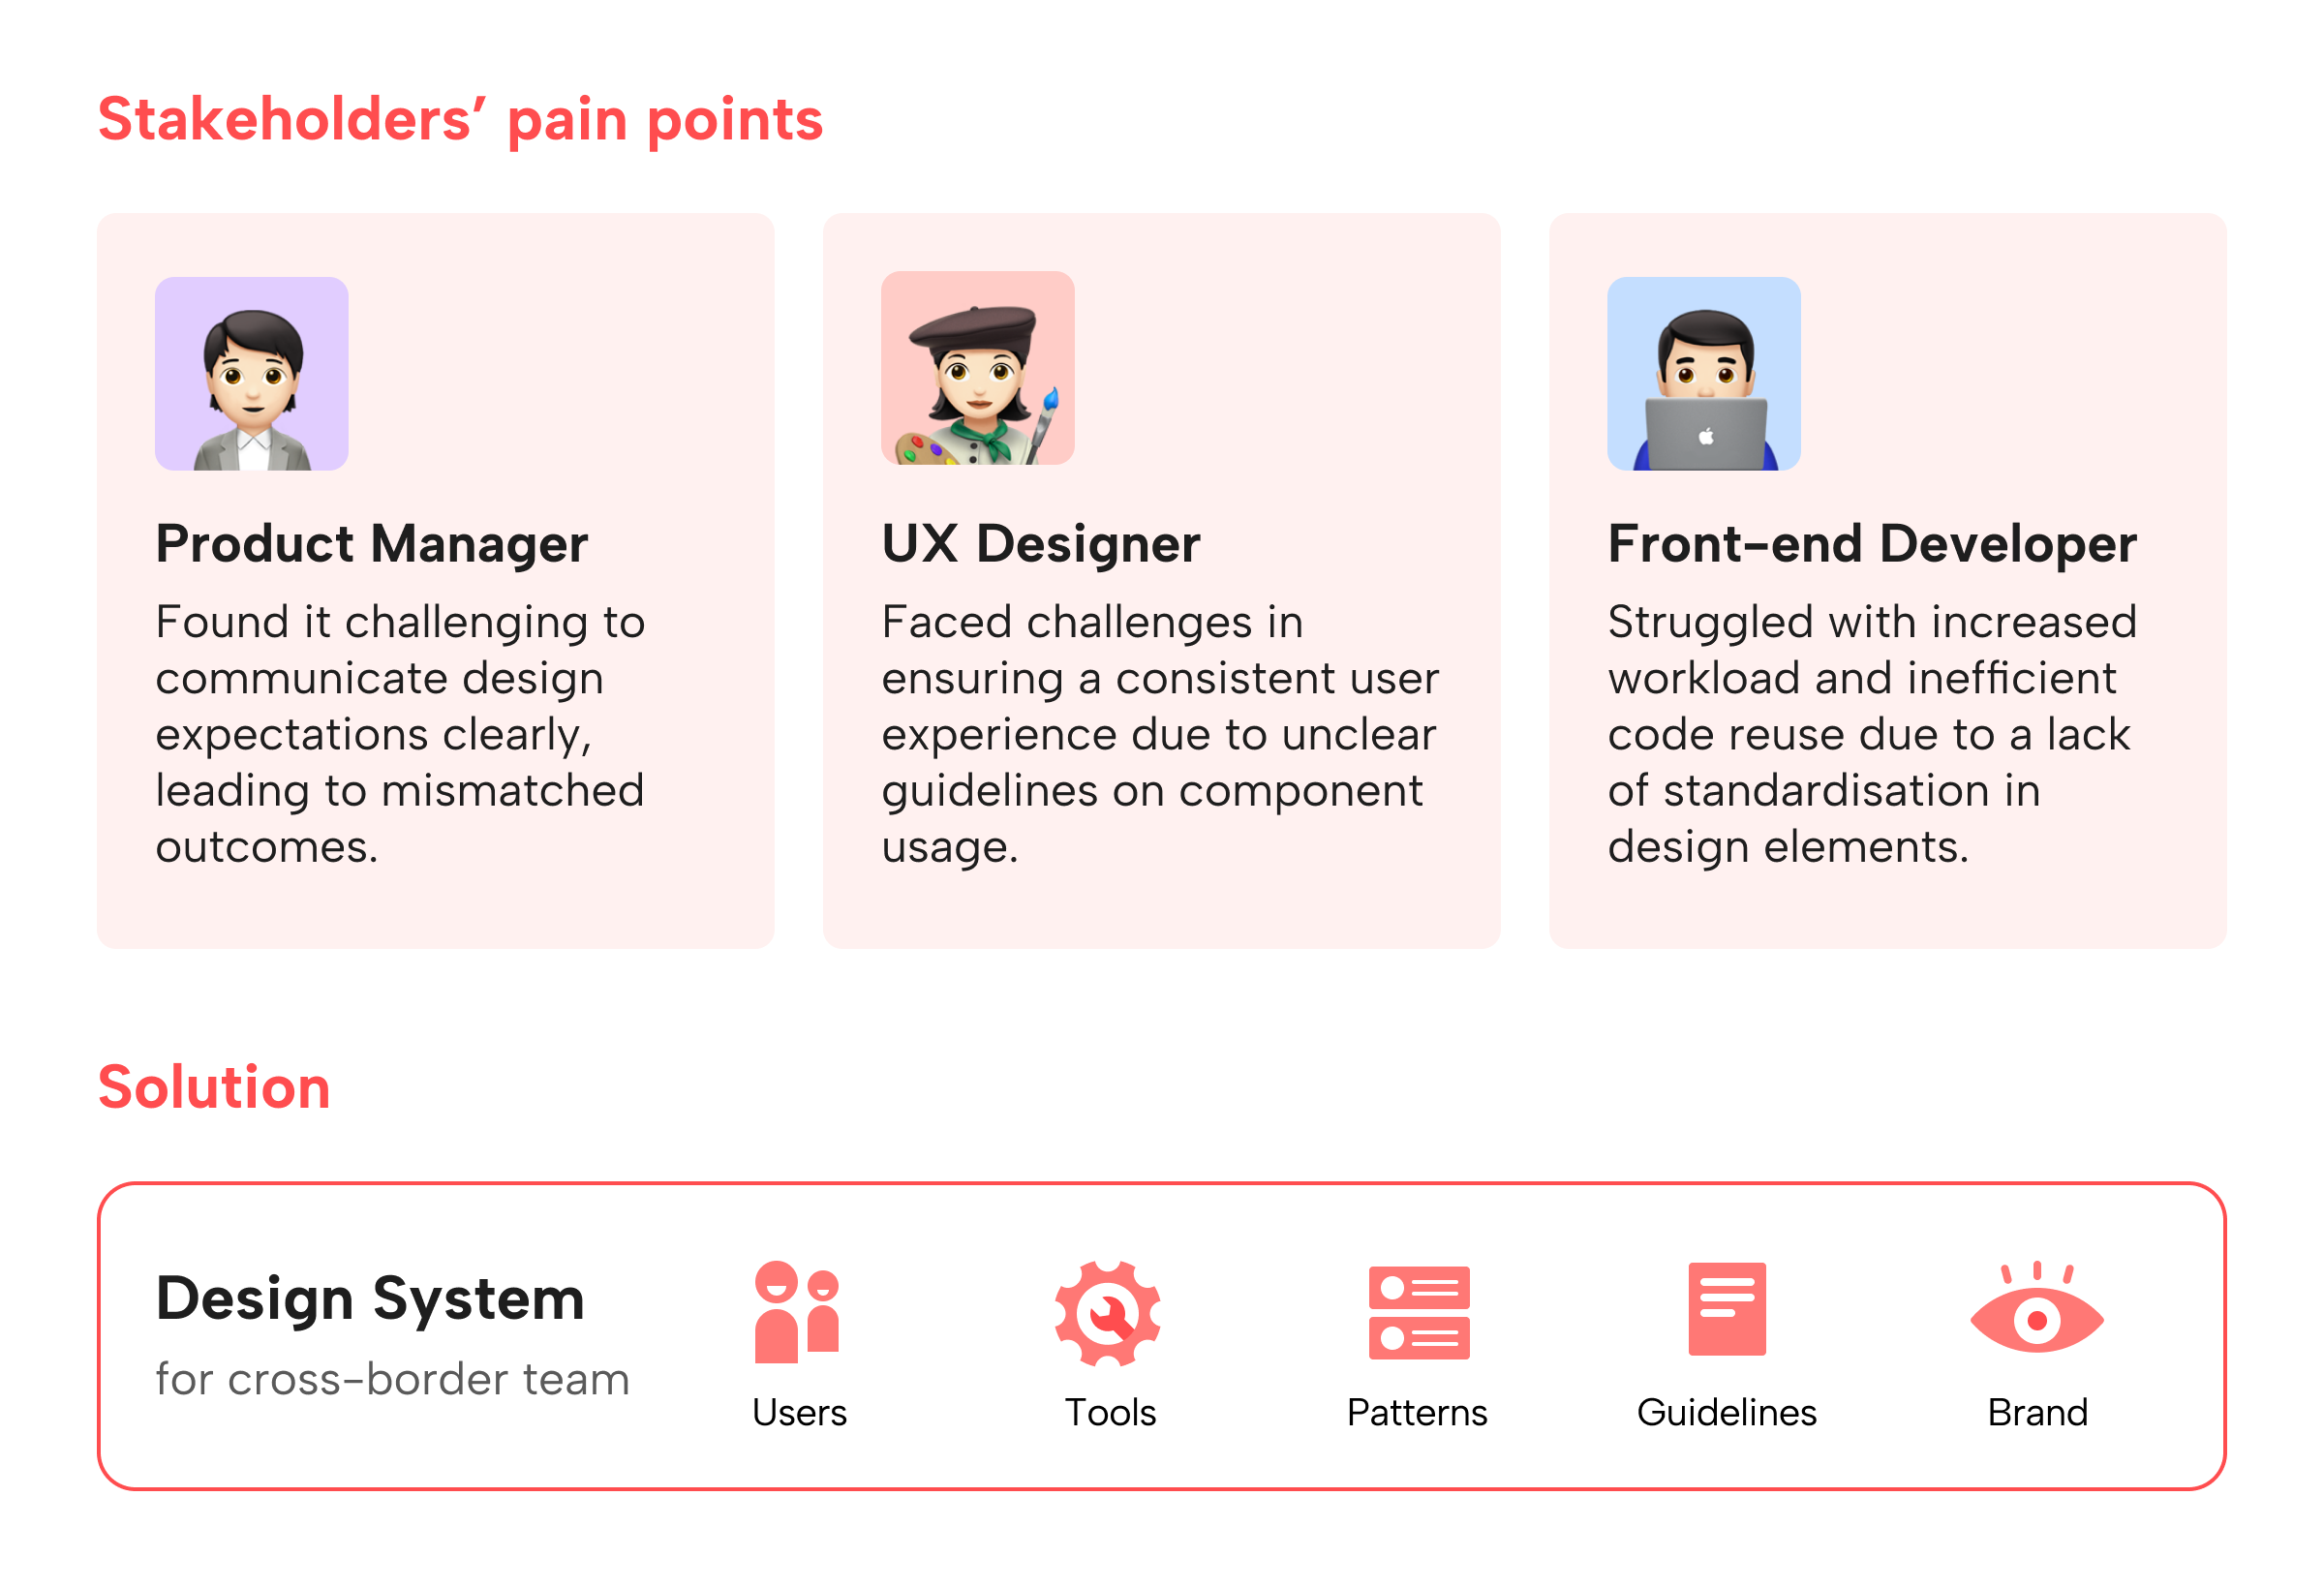 Stakeholders’ pain points
Product Manager
Found it challenging to
communicate design
expectations clearly,
leading to mismatched
outcomes.
UX Designer
Faced challenges in
ensuring a consistent user
experience due to unclear
guidelines on component
usage.
Front-end Developer
Struggled with increased
workload and inefficient
code reuse due to a lack
of standardisation in
design elements.
Solution
Design System
for cross-border team
Users
Tools
Patterns
Guidelines
Brand